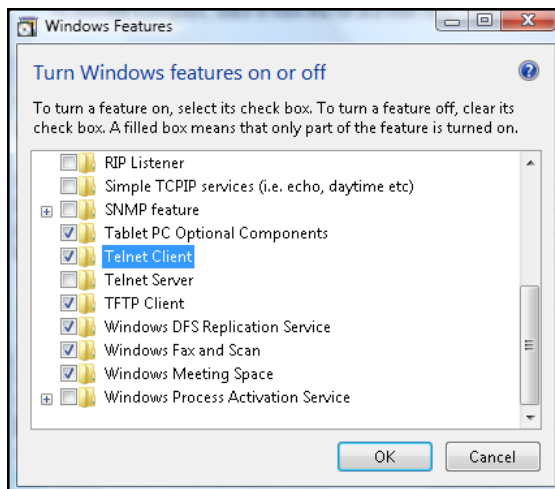 Windows Features
Turn Windows features on or off
To turn a feature on, select its check box. To turn a feature off, clear its
check box. A filled box means that only part of the feature is turned on.
RIP Listener
Simple TCPIP services (i.e. echo, daytime etc)
SNMP feature
Tablet PC Optional Components
Telnet Client
Telnet Server
TFTP Client
Windows DFS Replication Service
Windows Fax and Scan
Windows Meeting Space
Windows Process Activation Service
OK
Cancel